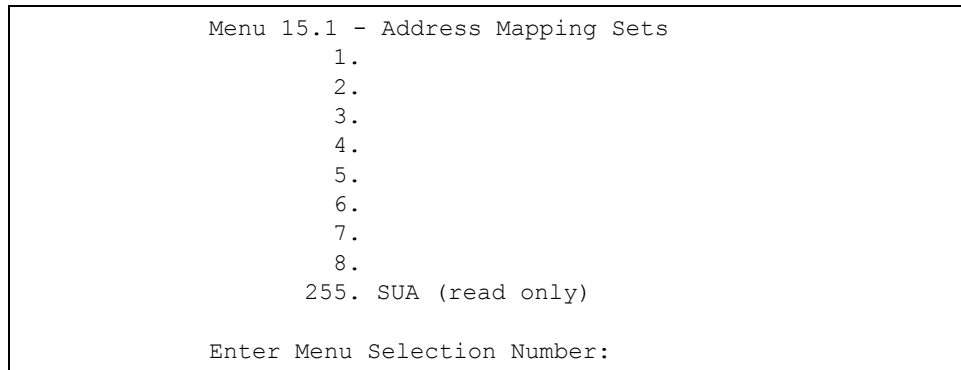 Menu 15.1 - Address Mapping Sets
1.
2.
3.
4.
5.
6.
7.
8.
255. SUA (read only)
Enter Menu Selection Number: